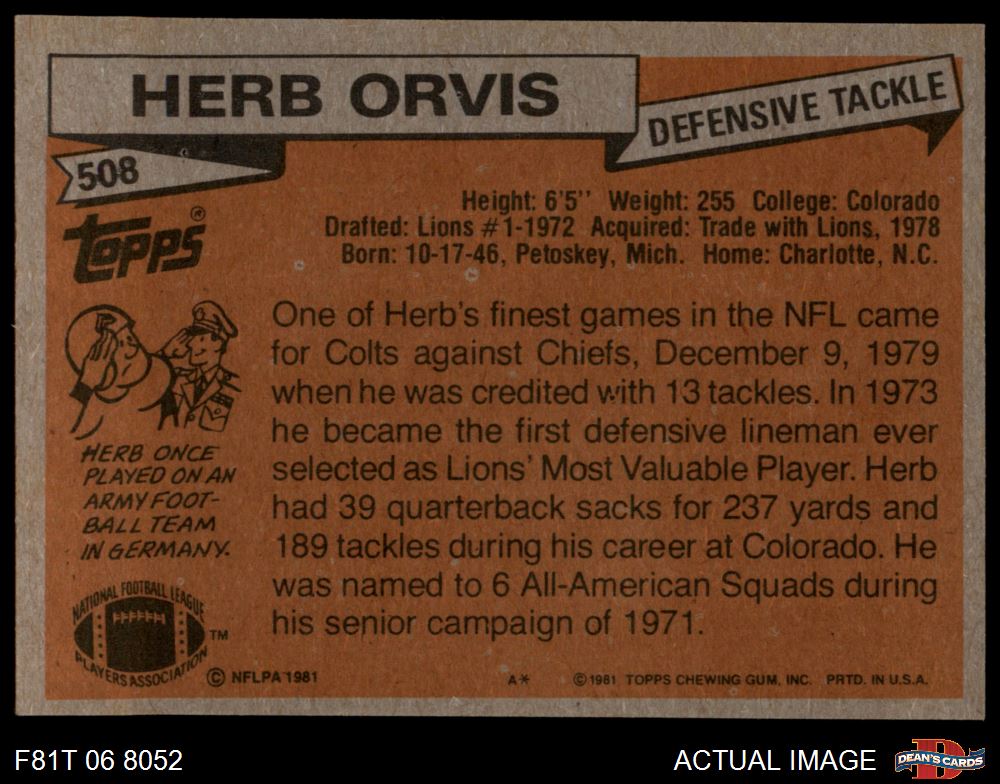 HERB ORVIS
DEFENSIVE TACKLE
508
Topps®
Height: 6'5'' Weight: 255 College: Colorado
Drafted: Lions #1-1972 Acquired: Trade with Lions, 1978
Born: 10-17-46, Petoskey, Mich. Home: Charlotte, N.C.
One of Herb's finest games in the NFL came
for Colts against Chiefs, December 9, 1979
when he was credited with 13 tackles. In 1973
he became the first defensive lineman ever
selected as Lions' Most Valuable Player. Herb
had 39 quarterback sacks for 237 yards and
189 tackles during his career at Colorado. He
was named to 6 All-American Squads during
his senior campaign of 1971.
HERB ONCE
PLAYED ON AN
ARMY FOOT-
BALL TEAM
IN GERMANY.
NATIONAL FOOTBALL LEAGUE
PLAYERS ASSOCIATION
TM
© NFLPA 1981
A* ©1981 TOPPS CHEWING GUM, INC. PRTD. IN U.S.A.
F81T 06 8052
ACTUAL IMAGE
D
DEAN'S CARDS